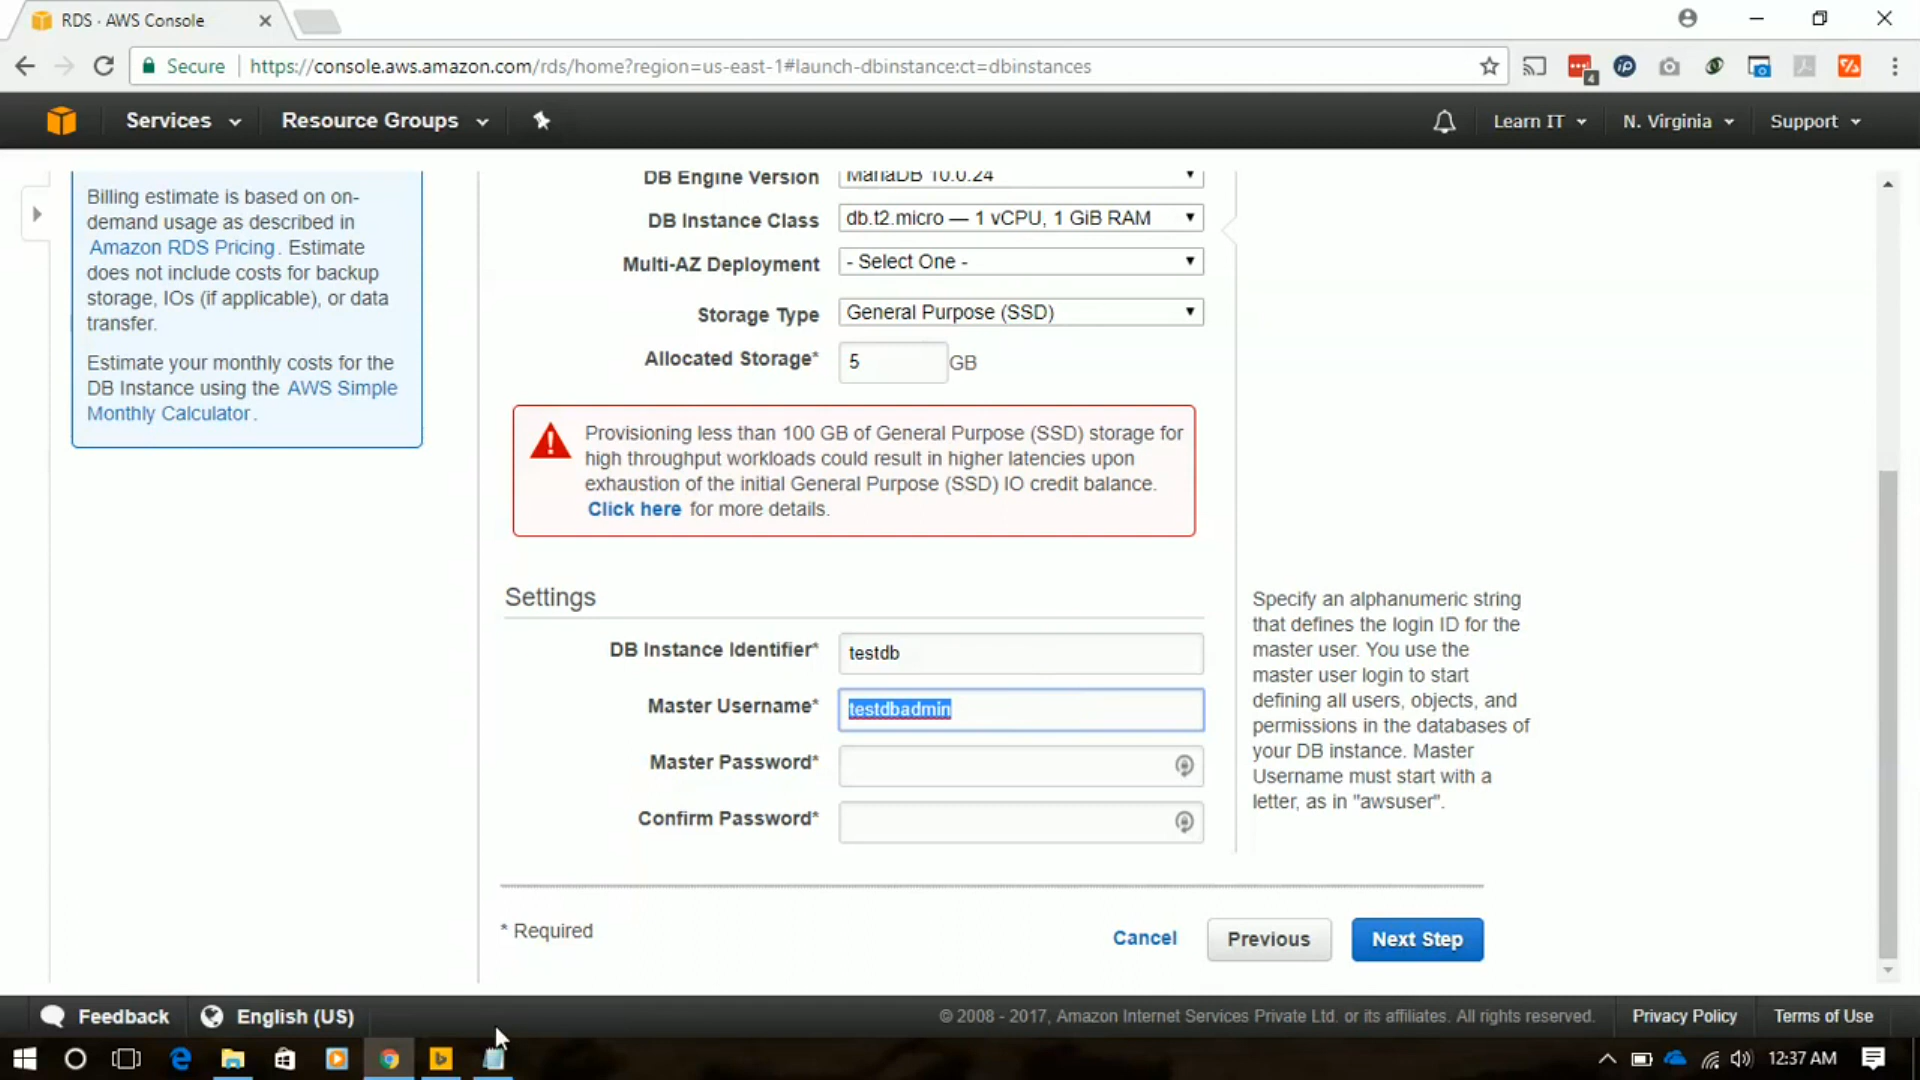 RDS · AWS Console
Secure
https://console.aws.amazon.com/rds/home?region=us-east-1#launch-dbinstance:ct=dbinstances
4
Services
Resource Groups
Learn IT
N. Virginia
Support
Billing estimate is based on on-
demand usage as described in
Amazon RDS Pricing. Estimate
does not include costs for backup
storage, IOs (if applicable), or data
transfer.
Estimate your monthly costs for the
DB Instance using the AWS Simple
Monthly Calculator.
DB Engine Version
MariaDB 10.0.24
DB Instance Class
db.t2.micro — 1 vCPU, 1 GiB RAM
Multi-AZ Deployment
- Select One -
Storage Type
General Purpose (SSD)
Allocated Storage*
5
GB
Provisioning less than 100 GB of General Purpose (SSD) storage for
high throughput workloads could result in higher latencies upon
exhaustion of the initial General Purpose (SSD) IO credit balance.
Click here for more details.
Settings
DB Instance Identifier*
testdb
Master Username*
testdbadmin
Master Password*
Confirm Password*
Specify an alphanumeric string
that defines the login ID for the
master user. You use the
master user login to start
defining all users, objects, and
permissions in the databases of
your DB instance. Master
Username must start with a
letter, as in "awsuser".
* Required
Cancel
Previous
Next Step
Feedback
English (US)
© 2008 - 2017, Amazon Internet Services Private Ltd. or its affiliates. All rights reserved.
Privacy Policy
Terms of Use
12:37 AM